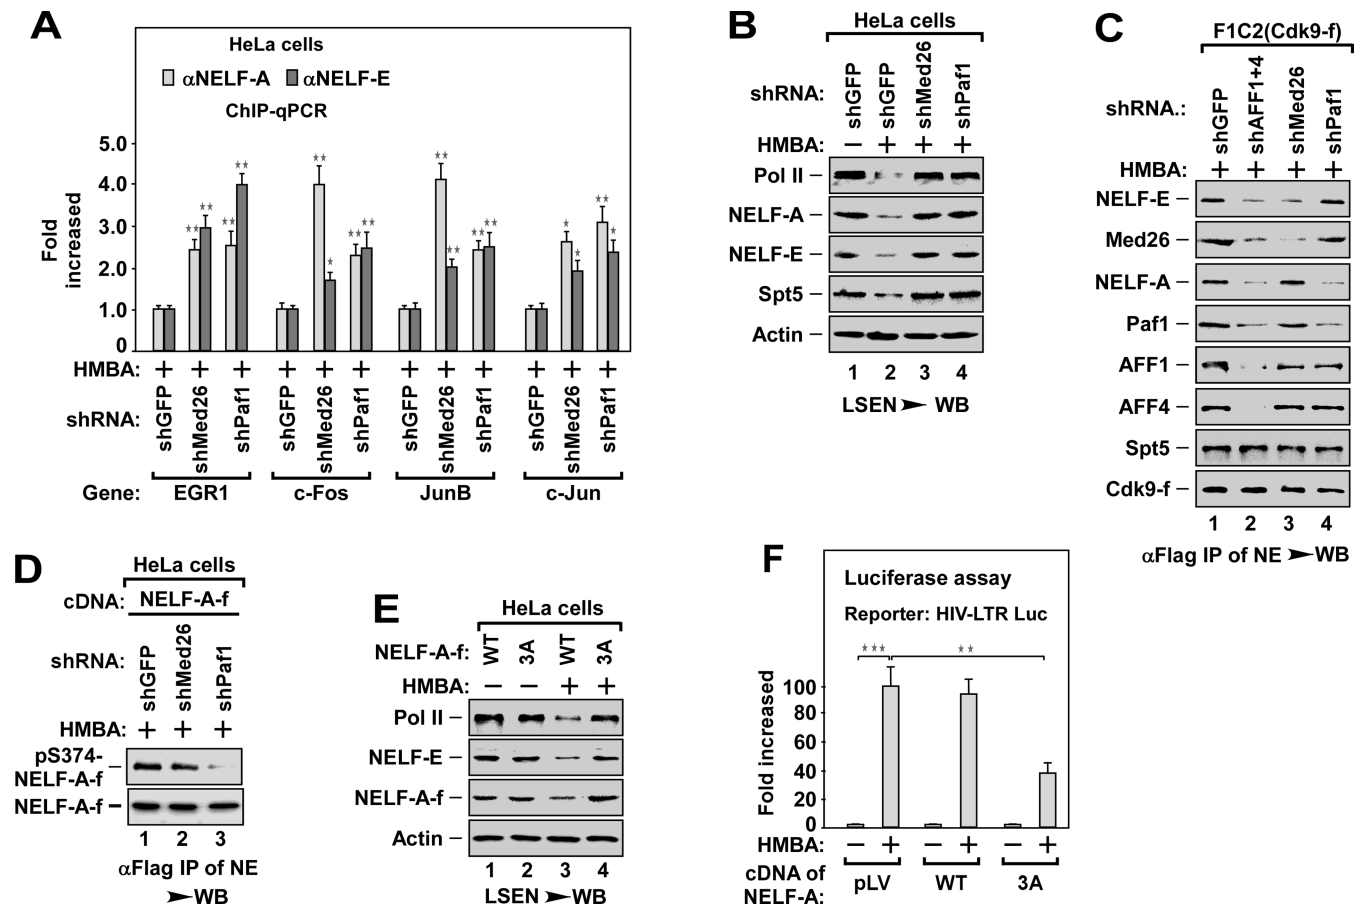 A
HeLa cells
αNELF-A αNELF-E
ChIP-qPCR
Fold
increased
5.0
4.0
3.0
2.0
1.0
0
★★ ★★ ★★ ★★ ★★ ★ ★★ ★★ ★★ ★★ ★★ ★★ ★ ★ ★★ ★
HMBA: + + + + + + + + + + + +
shRNA: shGFP shMed26 shPaf1 shGFP shMed26 shPaf1 shGFP shMed26 shPaf1 shGFP shMed26 shPaf1
Gene: EGR1 c-Fos JunB c-Jun
B
HeLa cells
shRNA: shGFP shGFP shMed26 shPaf1
HMBA: − + + +
Pol II
NELF-A
NELF-E
Spt5
Actin
1 2 3 4
LSEN ➤ WB
C
F1C2(Cdk9-f)
shRNA.: shGFP shAFF1+4 shMed26 shPaf1
HMBA: + + + +
NELF-E
Med26
NELF-A
Paf1
AFF1
AFF4
Spt5
Cdk9-f
1 2 3 4
αFlag IP of NE ➤ WB
D
HeLa cells
cDNA: NELF-A-f
shRNA: shGFP shMed26 shPaf1
HMBA: + + +
pS374-
NELF-A-f
NELF-A-f
1 2 3
αFlag IP of NE
➤ WB
E
HeLa cells
NELF-A-f: WT 3A WT 3A
HMBA: − − + +
Pol II
NELF-E
NELF-A-f
Actin
1 2 3 4
LSEN ➤ WB
F
Luciferase assay
Reporter: HIV-LTR Luc
★★★ ★★
Fold increased
100
80
60
40
20
0
HMBA: − + − + − +
cDNA of
NELF-A: pLV WT 3A